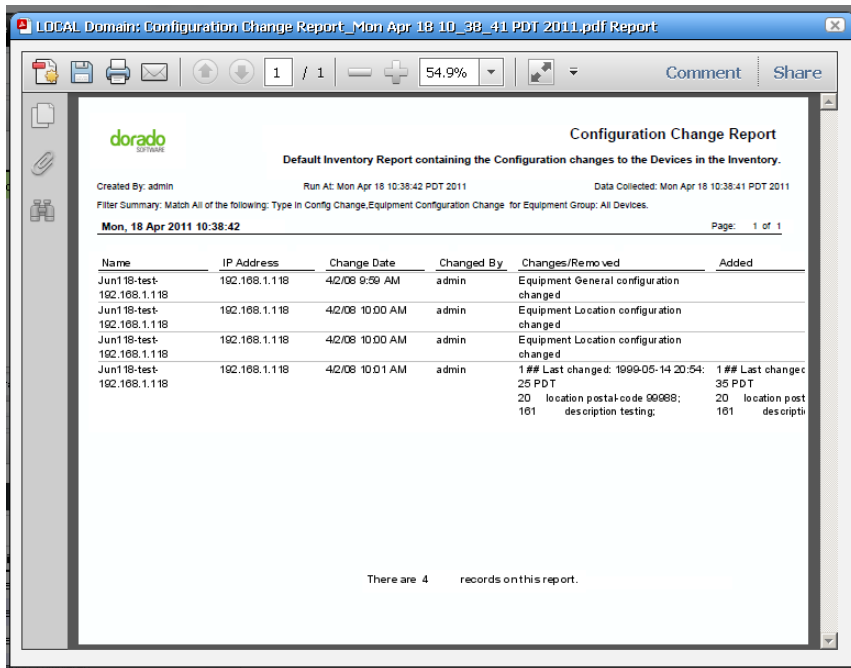 LOCAL Domain: Configuration Change Report_Mon Apr 18 10_38_41 PDT 2011.pdf Report
1 / 1 54.9% Comment Share
dorado
SOFTWARE
Configuration Change Report
Default Inventory Report containing the Configuration changes to the Devices in the Inventory.
Created By: admin Run At: Mon Apr 18 10:38:42 PDT 2011 Data Collected: Mon Apr 18 10:38:41 PDT 2011
Filter Summary: Match All of the following: Type in Config Change,Equipment Configuration Change for Equipment Group: All Devices.
Mon, 18 Apr 2011 10:38:42 Page: 1 of 1
Name IP Address Change Date Changed By Changes/Removed Added
Jun118-test- 192.168.1.118 4/2/08 9:59 AM admin Equipment General configuration
192.168.1.118 changed
Jun118-test- 192.168.1.118 4/2/08 10:00 AM admin Equipment Location configuration
192.168.1.118 changed
Jun118-test- 192.168.1.118 4/2/08 10:00 AM admin Equipment Location configuration
192.168.1.118 changed
Jun118-test- 192.168.1.118 4/2/08 10:01 AM admin 1 ## Last changed: 1999-05-14 20:54: 1 ## Last changed
192.168.1.118 25 PDT 35 PDT
20 location postal-code 99988; 20 location post
161 description testing; 161 descripti
There are 4 records on this report.